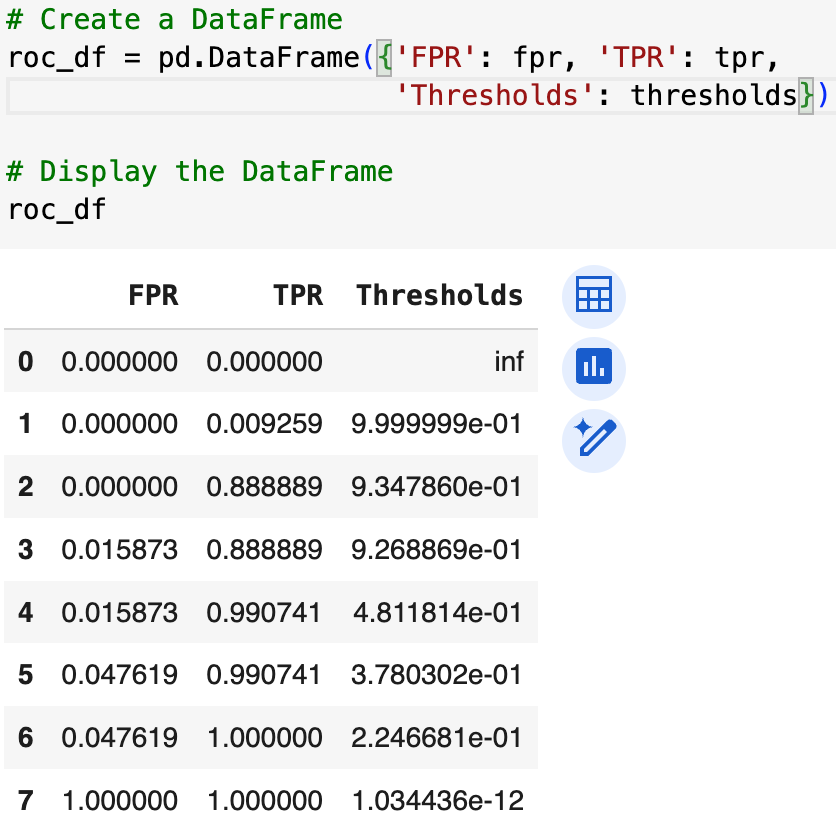 # Create a DataFrame
roc_df = pd.DataFrame({'FPR': fpr, 'TPR': tpr,
'Thresholds': thresholds})
# Display the DataFrame
roc_df
FPR TPR Thresholds
0 0.000000 0.000000 inf
1 0.000000 0.009259 9.999999e-01
2 0.000000 0.888889 9.347860e-01
3 0.015873 0.888889 9.268869e-01
4 0.015873 0.990741 4.811814e-01
5 0.047619 0.990741 3.780302e-01
6 0.047619 1.000000 2.246681e-01
7 1.000000 1.000000 1.034436e-12